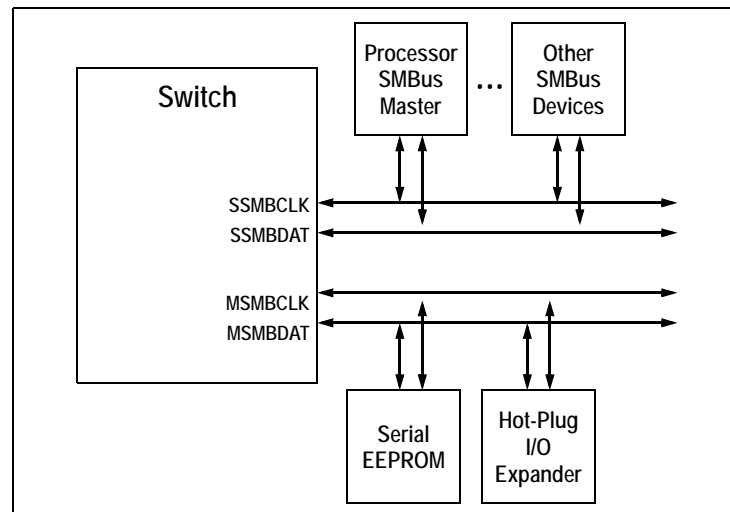 Processor
SMBus
Master
...
Other
SMBus
Devices
Switch
SSMBCLK
SSMBDAT
MSMBCLK
MSMBDAT
Serial
EEPROM
Hot-Plug
I/O
Expander